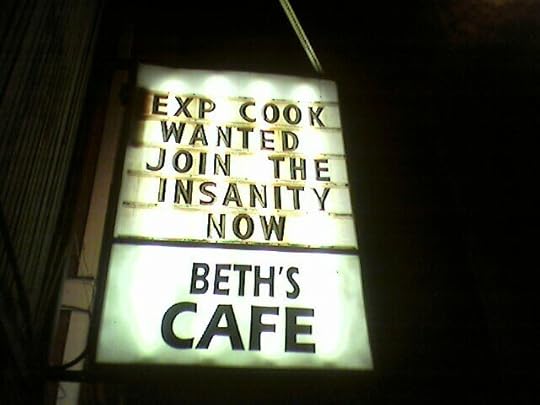 EXP COOK
WANTED
JOIN THE
INSANITY
NOW
BETH'S
CAFE